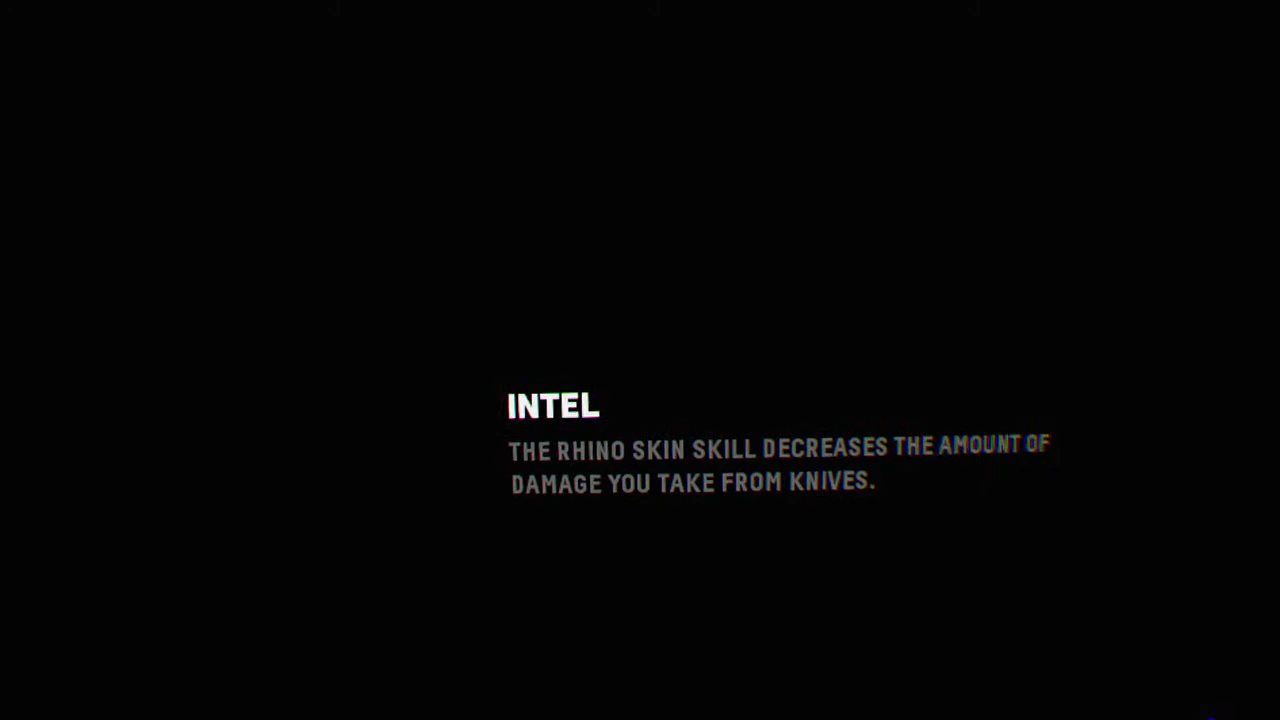 INTEL
THE RHINO SKIN SKILL DECREASES THE AMOUNT OF
DAMAGE YOU TAKE FROM KNIVES.